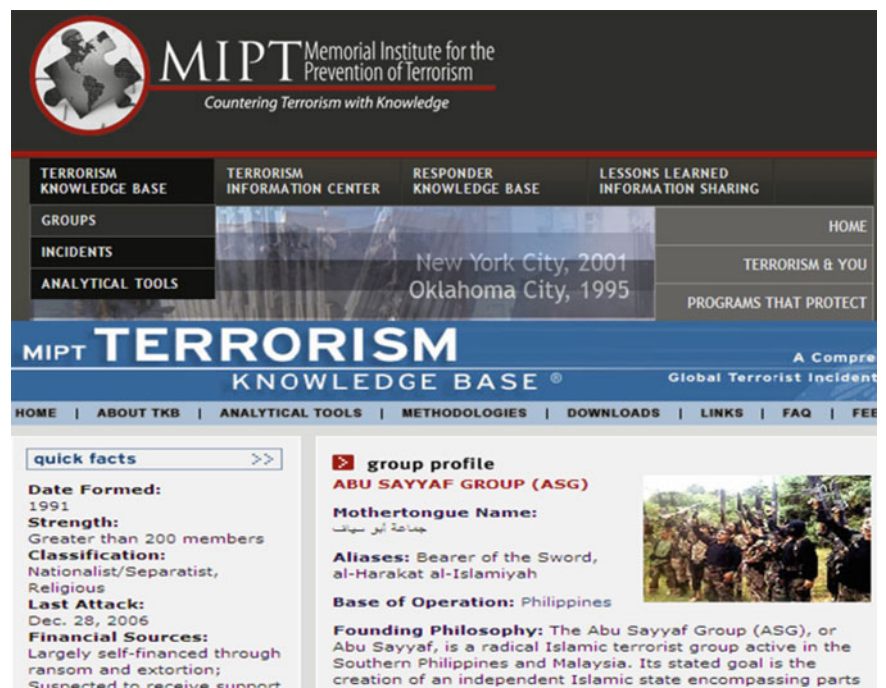 MIPT Memorial Institute for the
Prevention of Terrorism
Countering Terrorism with Knowledge
TERRORISM
KNOWLEDGE BASE
TERRORISM
INFORMATION CENTER
RESPONDER
KNOWLEDGE BASE
LESSONS LEARNED
INFORMATION SHARING
GROUPS
INCIDENTS
ANALYTICAL TOOLS
New York City, 2001
Oklahoma City, 1995
HOME
TERRORISM & YOU
PROGRAMS THAT PROTECT
MIPT TERRORISM
KNOWLEDGE BASE ®
A Compre
Global Terrorist Incident
HOME | ABOUT TKB | ANALYTICAL TOOLS | METHODOLOGIES | DOWNLOADS | LINKS | FAQ | FEE
quick facts >>
Date Formed:
1991
Strength:
Greater than 200 members
Classification:
Nationalist/Separatist,
Religious
Last Attack:
Dec. 28, 2006
Financial Sources:
Largely self-financed through
ransom and extortion;
Suspected to receive support
group profile
ABU SAYYAF GROUP (ASG)
Mothertongue Name:
جماعة أبو سياف
Aliases: Bearer of the Sword,
al-Harakat al-Islamiyah
Base of Operation: Philippines
Founding Philosophy: The Abu Sayyaf Group (ASG), or
Abu Sayyaf, is a radical Islamic terrorist group active in the
Southern Philippines and Malaysia. Its stated goal is the
creation of an independent Islamic state encompassing parts